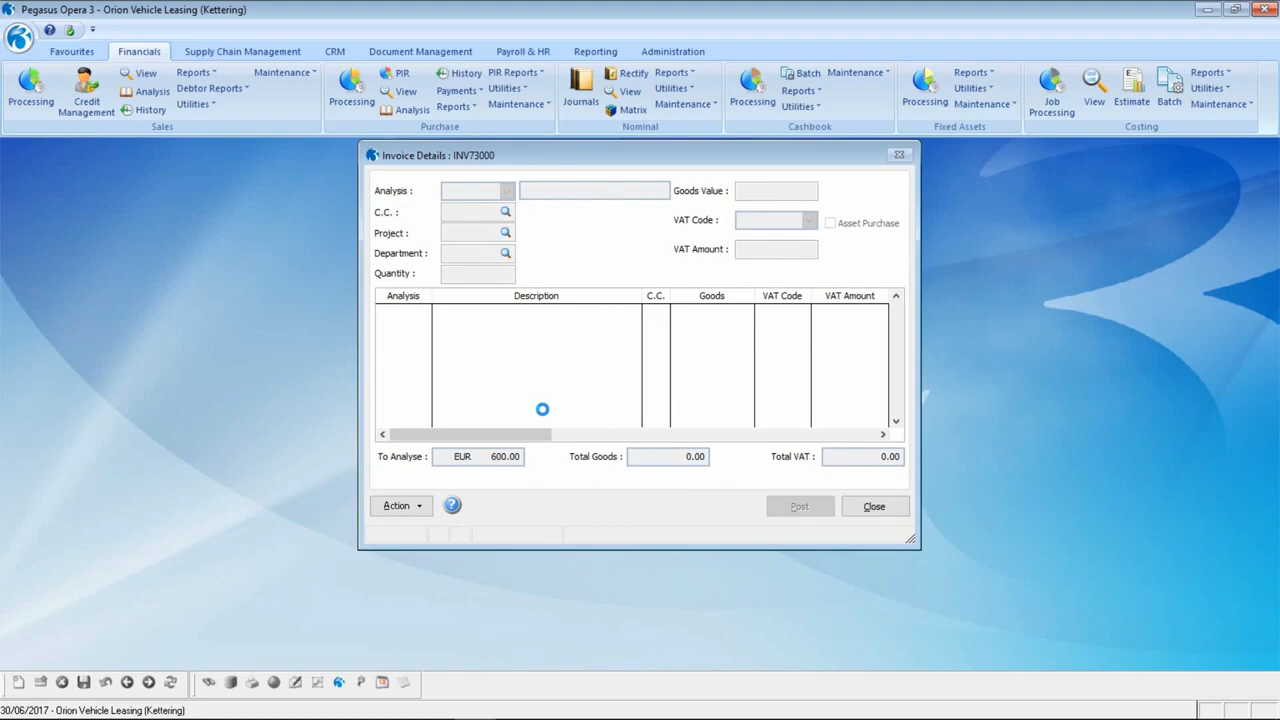 Pegasus Opera 3 - Orion Vehicle Leasing (Kettering)
Favourites Financials Supply Chain Management CRM Document Management Payroll & HR Reporting Administration
Processing Credit Management View Analysis History Reports Debtor Reports Utilities Maintenance
Sales
Processing PIR View Analysis History Payments Reports PIR Reports Utilities Maintenance
Purchase
Journals Rectify View Matrix Reports Utilities Maintenance
Nominal
Processing Batch Reports Utilities Maintenance
Cashbook
Processing Reports Utilities Maintenance
Fixed Assets
Job Processing View Estimate Batch Reports Utilities Maintenance
Costing
Invoice Details : INV73000
Analysis : Goods Value :
C.C. : VAT Code : Asset Purchase
Project :
Department : VAT Amount :
Quantity :
Analysis Description C.C. Goods VAT Code VAT Amount
To Analyse : EUR 600.00 Total Goods : 0.00 Total VAT : 0.00
Action Post Close
30/06/2017 - Orion Vehicle Leasing (Kettering)